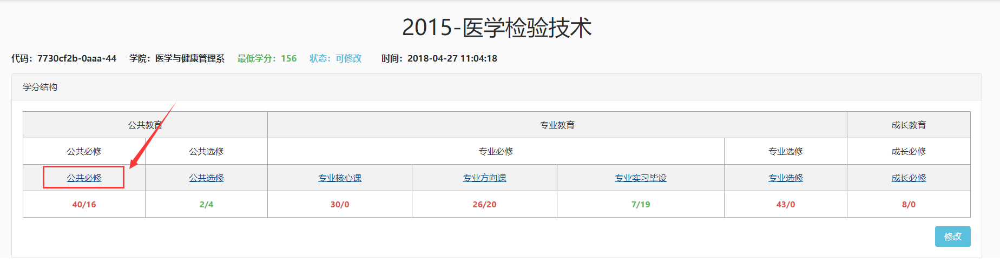 2015-医学检验技术
代码：7730cf2b-0aaa-44 学院：医学与健康管理系 最低学分：156 状态：可修改 时间：2018-04-27 11:04:18
学分结构
公共教育 专业教育 成长教育
公共必修 公共选修 专业必修 专业选修 成长必修
公共必修 公共选修 专业核心课 专业方向课 专业实习毕设 专业选修 成长必修
40/16 2/4 30/0 26/20 7/19 43/0 8/0
修改